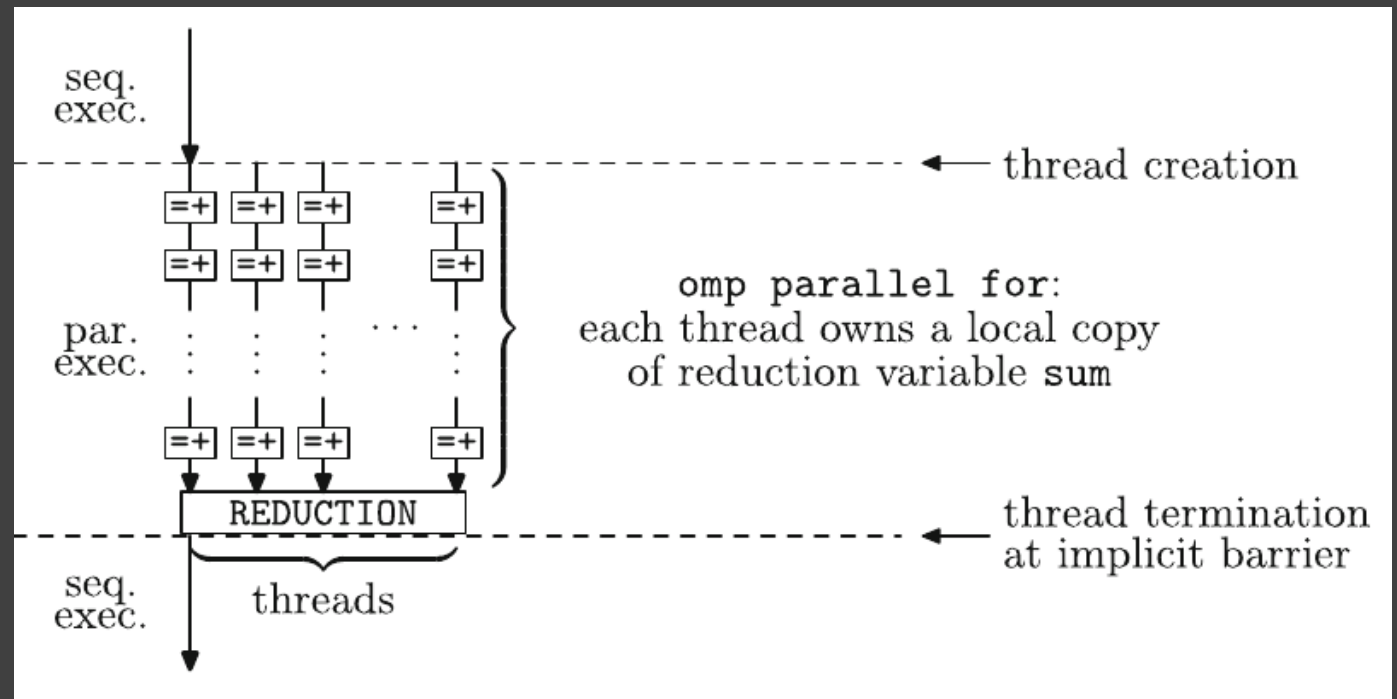 seq.
exec.
thread creation
=+ =+ =+ =+
=+ =+ =+ =+
omp parallel for:
each thread owns a local copy
of reduction variable sum
par.
exec.
=+ =+ =+ =+
REDUCTION
thread termination
at implicit barrier
threads
seq.
exec.